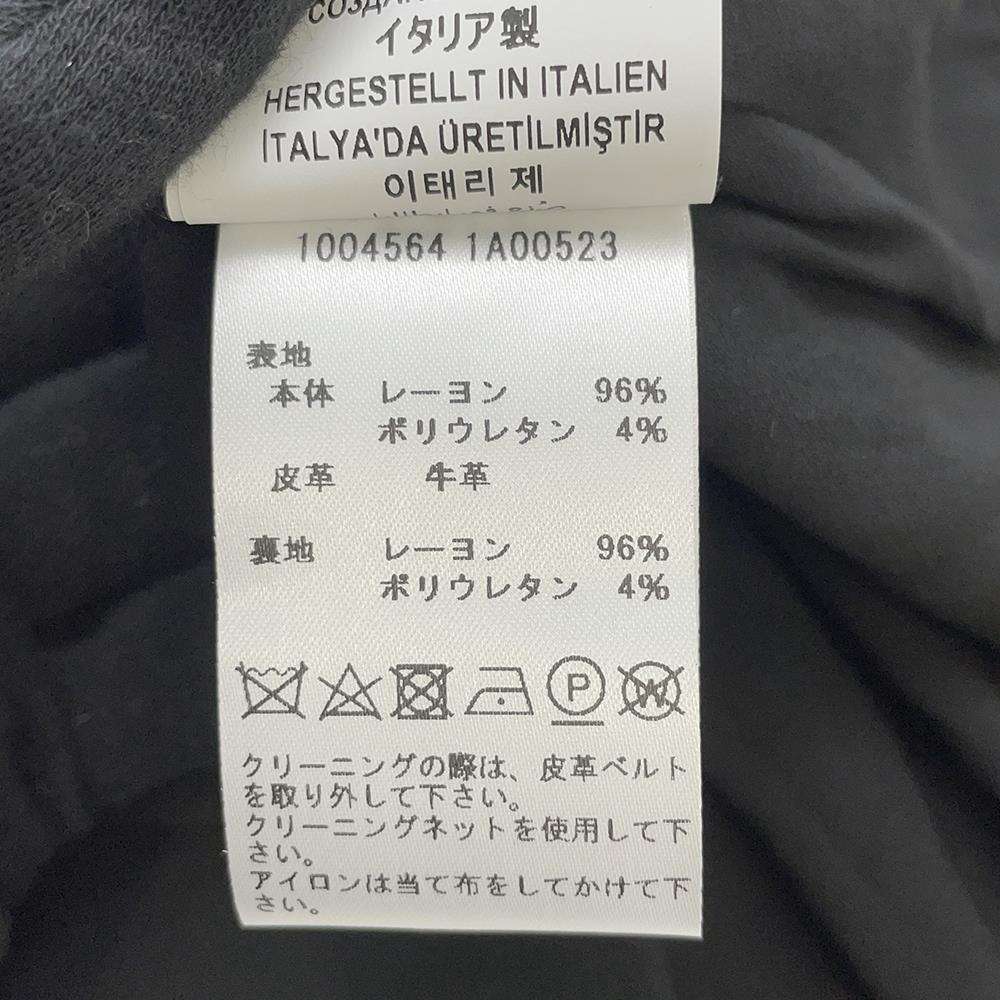 СОЗДАН
イタリア製
HERGESTELLT IN ITALIEN
İTALYA'DA ÜRETİLMİŞTİR
이태리 제
1004564 1A00523
表地
本体 レーヨン 96%
ポリウレタン 4%
皮革 牛革
裏地 レーヨン 96%
ポリウレタン 4%
P W
クリーニングの際は、皮革ベルト
を取り外して下さい。
クリーニングネットを使用して下
さい。
アイロンは当て布をしてかけて下
さい。